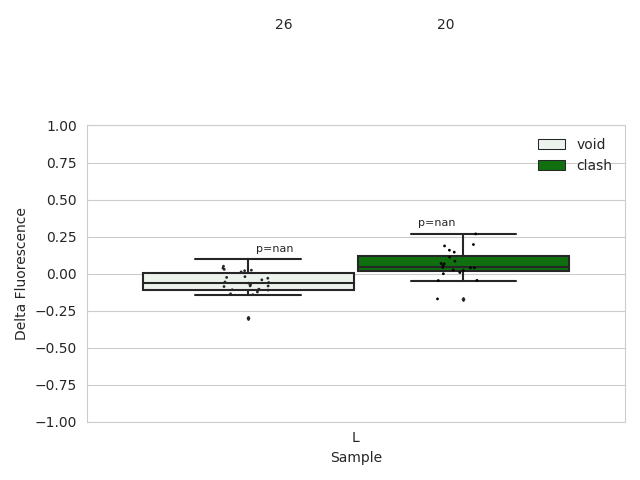 26 20
1.00
0.75
0.50
0.25
0.00
−0.25
−0.50
−0.75
−1.00
Delta Fluorescence
void
clash
p=nan
p=nan
L
Sample